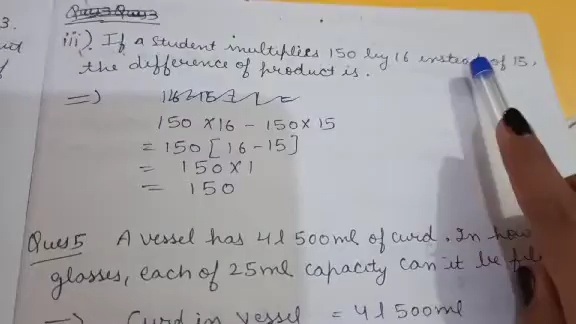 3.
iii). If a student multiplies 150 by 16 instead of 15,
the difference of product is.
=>
150 × 16 - 150 × 15
= 150 [16 - 15]
= 150 × 1
= 150
Ques 5 A vessel has 4 l 500 ml of curd. In how
glasses, each of 25 ml capacity can it be
=> Curd in vessel = 4 l 500 ml